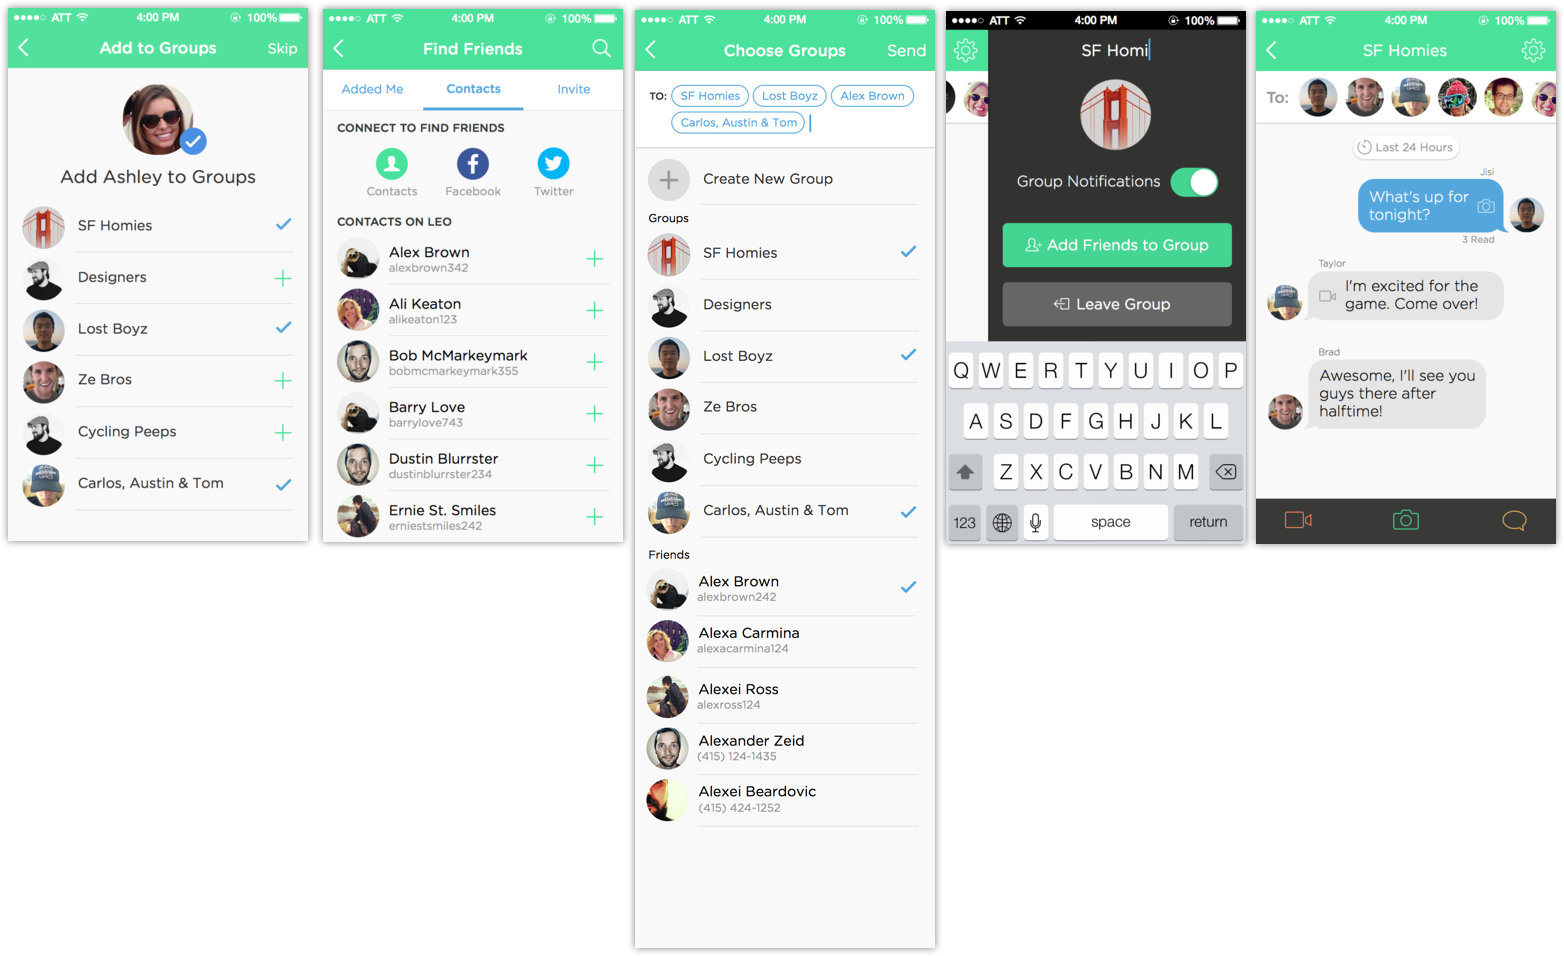 ATT 4:00 PM 100%
Add to Groups Skip
Add Ashley to Groups
SF Homies
Designers
Lost Boyz
Ze Bros
Cycling Peeps
Carlos, Austin & Tom
ATT 4:00 PM 100%
Find Friends
Added Me Contacts Invite
CONNECT TO FIND FRIENDS
Contacts Facebook Twitter
CONTACTS ON LEO
Alex Brown
alexbrown342
Ali Keaton
alikeaton123
Bob McMarkeymark
bobmcmarkeymark355
Barry Love
barrylove743
Dustin Blurrster
dustinblurrster234
Ernie St. Smiles
erniestsmiles242
ATT 4:00 PM 100%
Choose Groups Send
TO: SF Homies Lost Boyz Alex Brown
Carlos, Austin & Tom
Create New Group
Groups
SF Homies
Designers
Lost Boyz
Ze Bros
Cycling Peeps
Carlos, Austin & Tom
Friends
Alex Brown
alexbrown242
Alexa Carmina
alexacarmina124
Alexei Ross
alexross124
Alexander Zeid
(415) 124-1435
Alexei Beardovic
(415) 424-1252
ATT 4:00 PM 100%
SF Homi
Group Notifications
Add Friends to Group
Leave Group
Q W E R T Y U I O P
A S D F G H J K L
Z X C V B N M
123 space return
ATT 4:00 PM 100%
SF Homies
To:
Last 24 Hours
Jisi
What's up for
tonight?
3 Read
Taylor
I'm excited for the
game. Come over!
Brad
Awesome, I'll see you
guys there after
halftime!